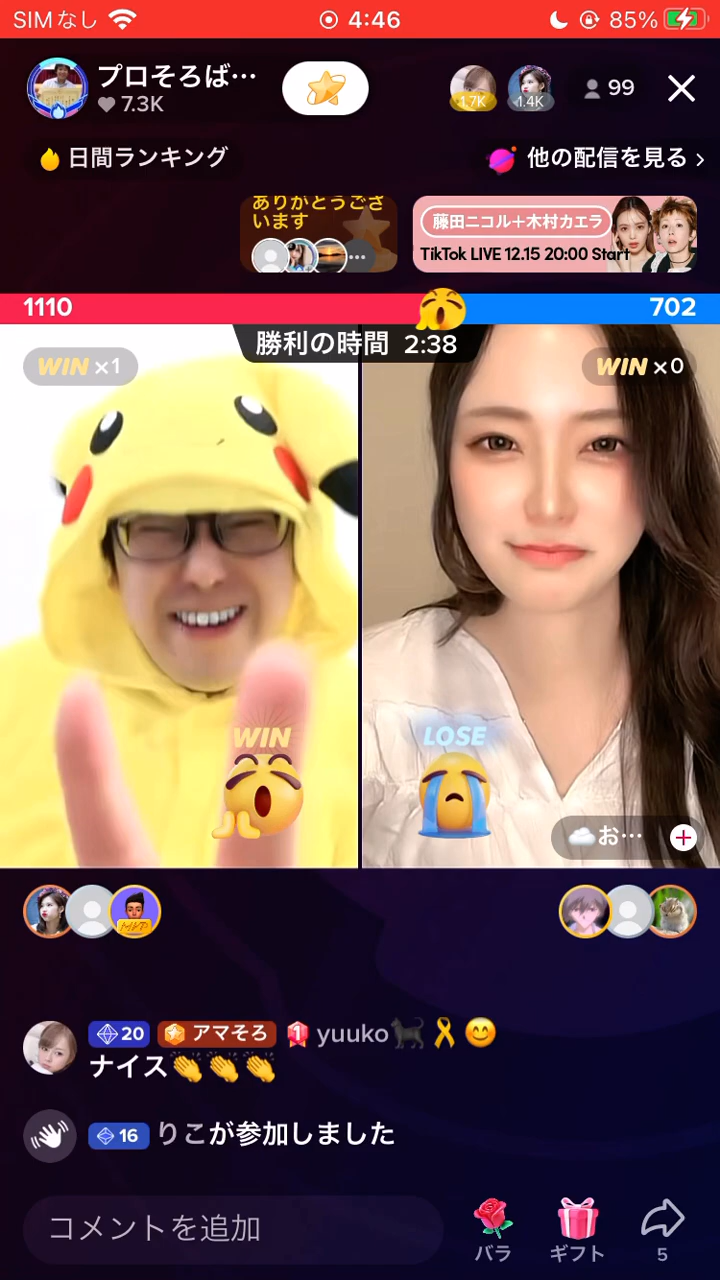 SIMなし 4:46 85%
プロそろば… 1.7K 1.4K 99
7.3K
日間ランキング 他の配信を見る
ありがとうござ
います
藤田ニコル+木村カエラ
TikTok LIVE 12.15 20:00 Start
1110 702
勝利の時間 2:38
WIN ×1 WIN ×0
WIN LOSE
お…
MVP
20 アマそろ 1 yuuko
ナイス👏👏👏
16 りこが参加しました
コメントを追加
バラ ギフト 5